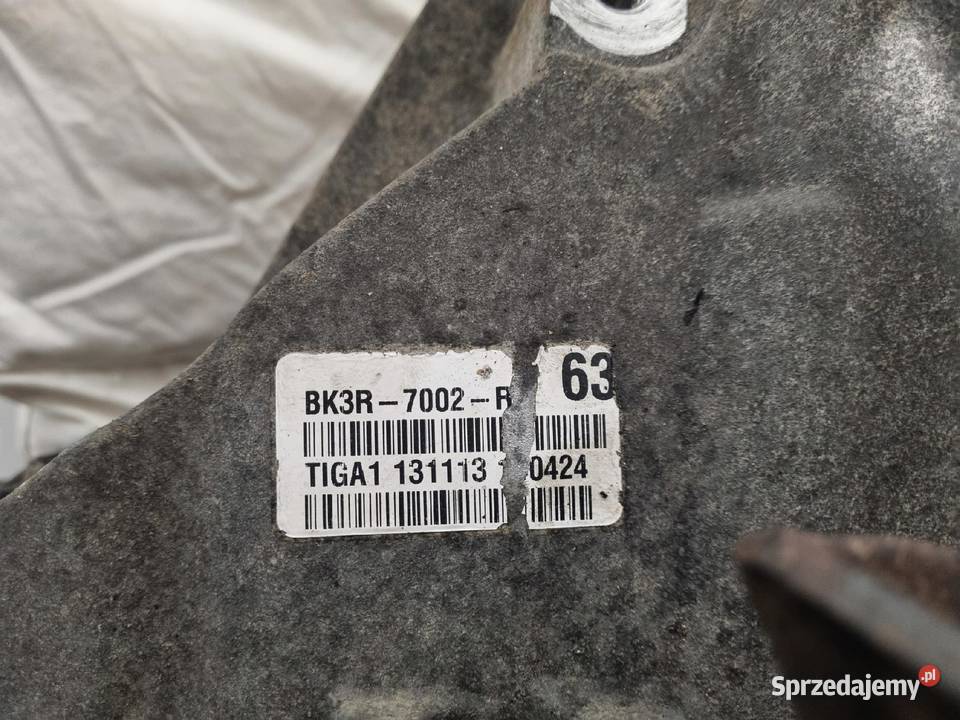 BK3R-7002-R 63
TIGA1 131113 0424
Sprzedajemy.pl